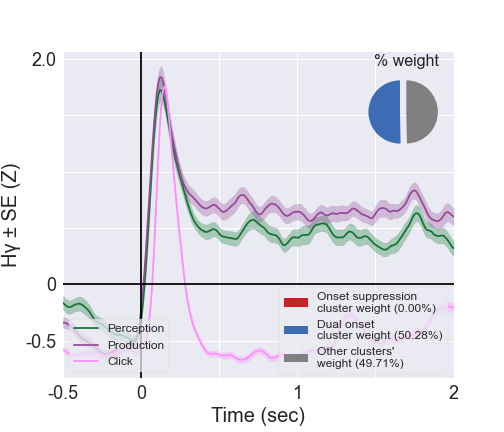 % weight
2.0
0
-0.5
Hγ ± SE (Z)
Perception
Production
Click
Onset suppression
cluster weight (0.00%)
Dual onset
cluster weight (50.28%)
Other clusters'
weight (49.71%)
-0.5 0 1 2
Time (sec)